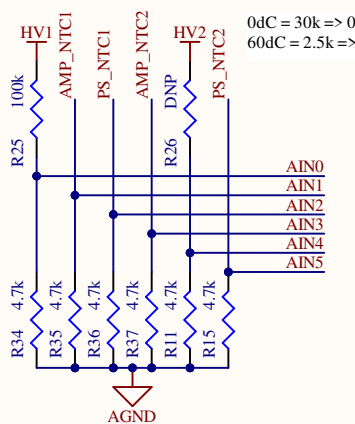 0dC = 30k => 0
60dC = 2.5k =>
HV1
AMP_NTC1
PS_NTC1
AMP_NTC2
HV2
PS_NTC2
100k
R25
DNP
R26
AIN0
AIN1
AIN2
AIN3
AIN4
AIN5
4.7k
R34
4.7k
R35
4.7k
R36
4.7k
R37
4.7k
R11
4.7k
R15
AGND